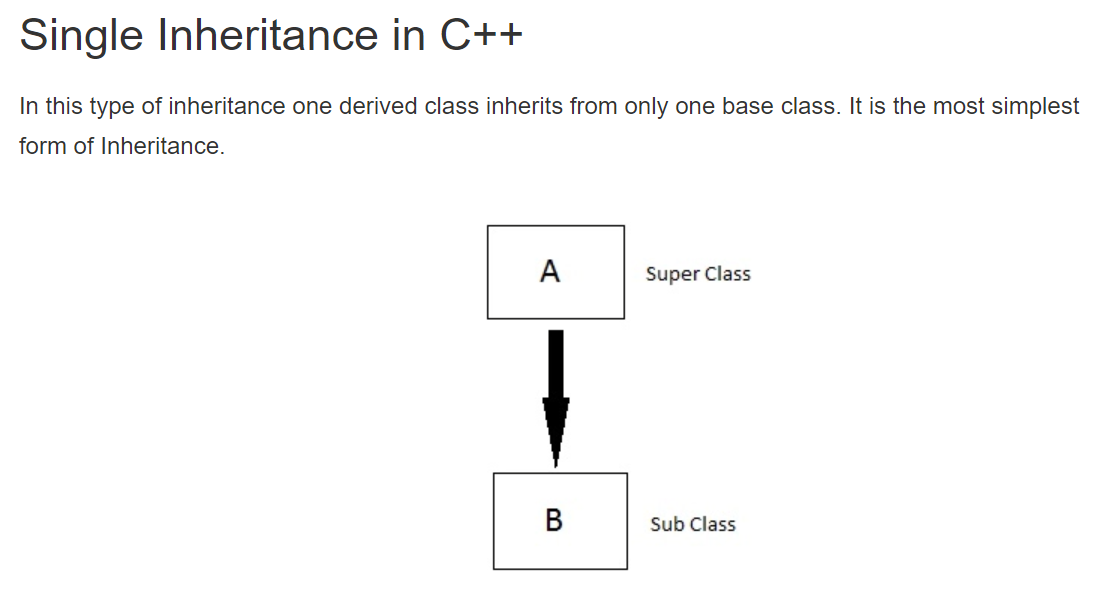 Single Inheritance in C++
In this type of inheritance one derived class inherits from only one base class. It is the most simplest
form of Inheritance.
A
Super Class
B
Sub Class